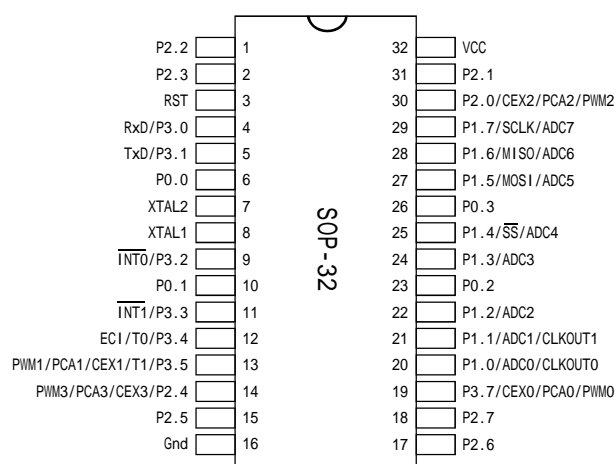 P2.2 1 32 VCC
P2.3 2 31 P2.1
RST 3 30 P2.0/CEX2/PCA2/PWM2
RxD/P3.0 4 29 P1.7/SCLK/ADC7
TxD/P3.1 5 28 P1.6/MISO/ADC6
P0.0 6 27 P1.5/MOSI/ADC5
XTAL2 7 26 P0.3
XTAL1 8 25 P1.4/S̅S̅/ADC4
I̅N̅T̅0̅/P3.2 9 24 P1.3/ADC3
P0.1 10 23 P0.2
I̅N̅T̅1̅/P3.3 11 22 P1.2/ADC2
ECI/T0/P3.4 12 21 P1.1/ADC1/CLKOUT1
PWM1/PCA1/CEX1/T1/P3.5 13 20 P1.0/ADC0/CLKOUT0
PWM3/PCA3/CEX3/P2.4 14 19 P3.7/CEX0/PCA0/PWM0
P2.5 15 18 P2.7
Gnd 16 17 P2.6
SOP-32